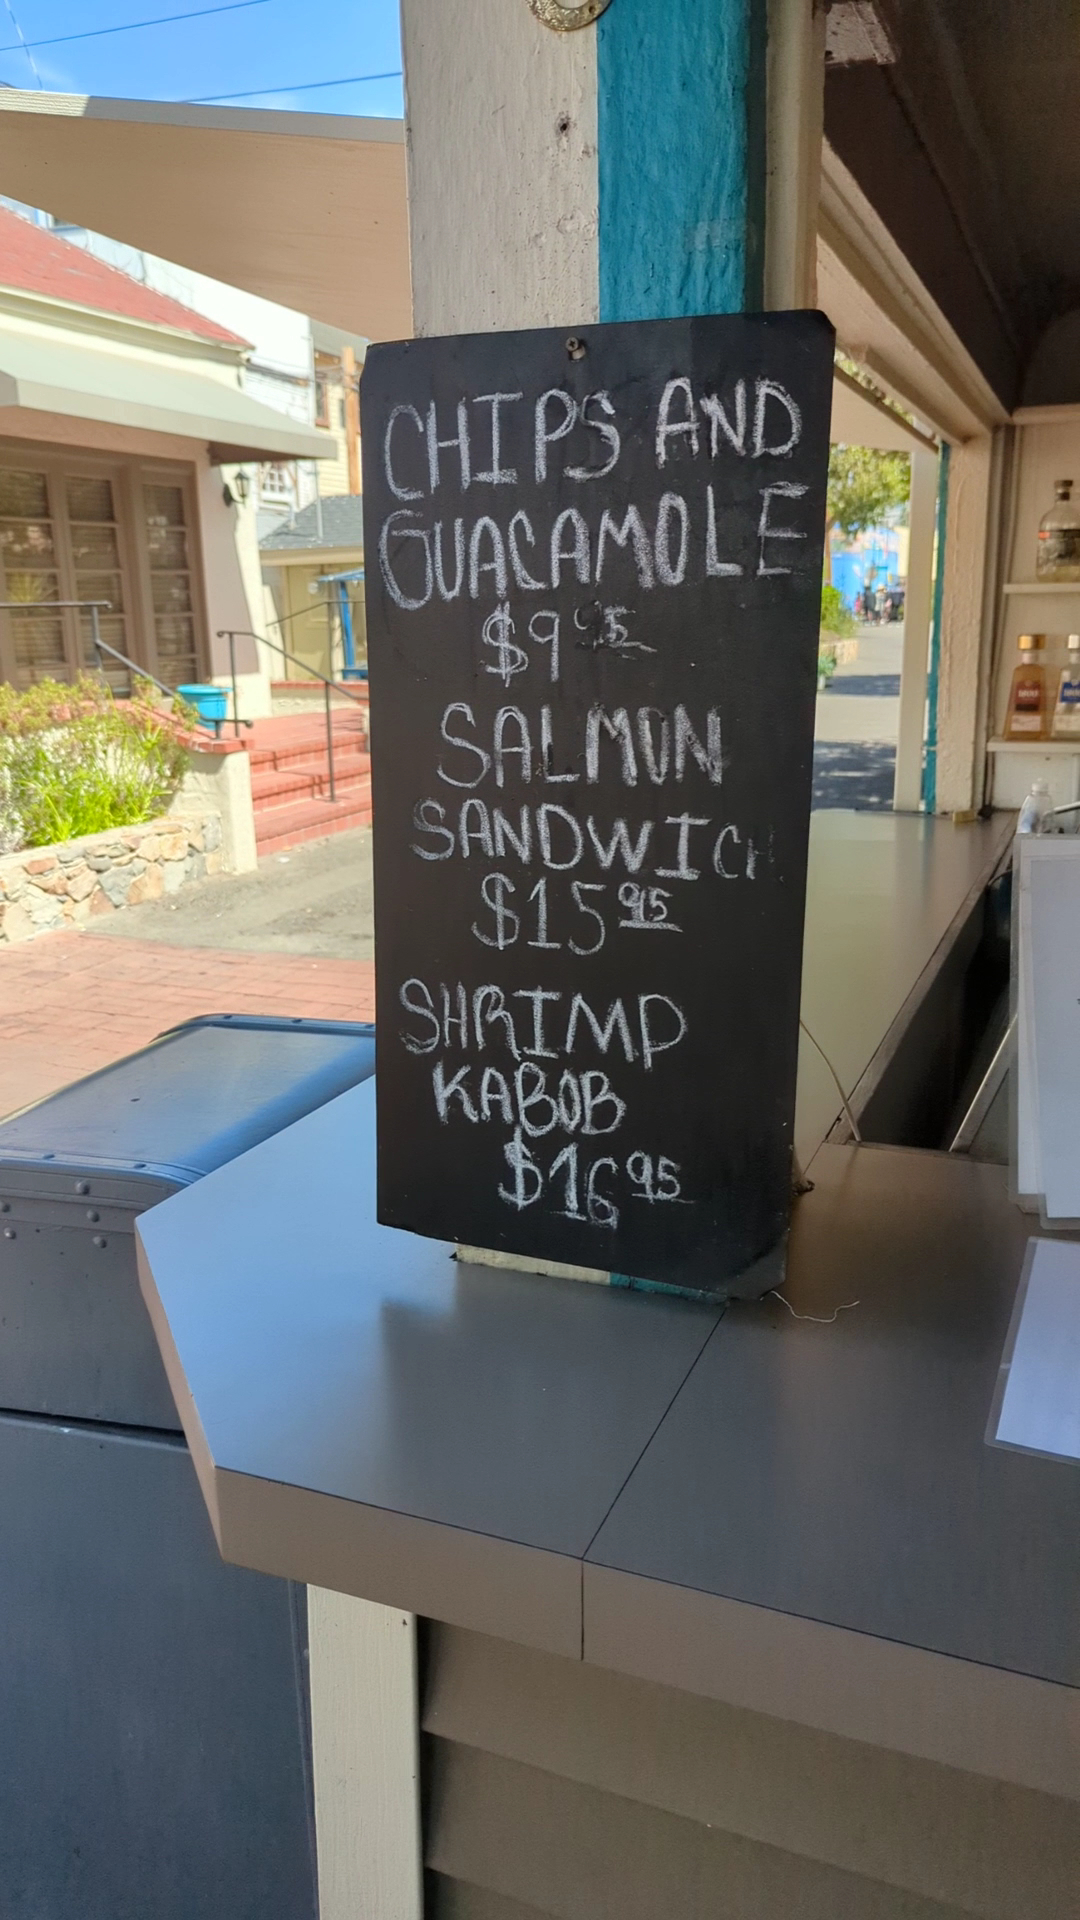 CHIPS AND
GUACAMOLE
$9 95
SALMON
SANDWICH
$15 95
SHRIMP
KABOB
$16 95